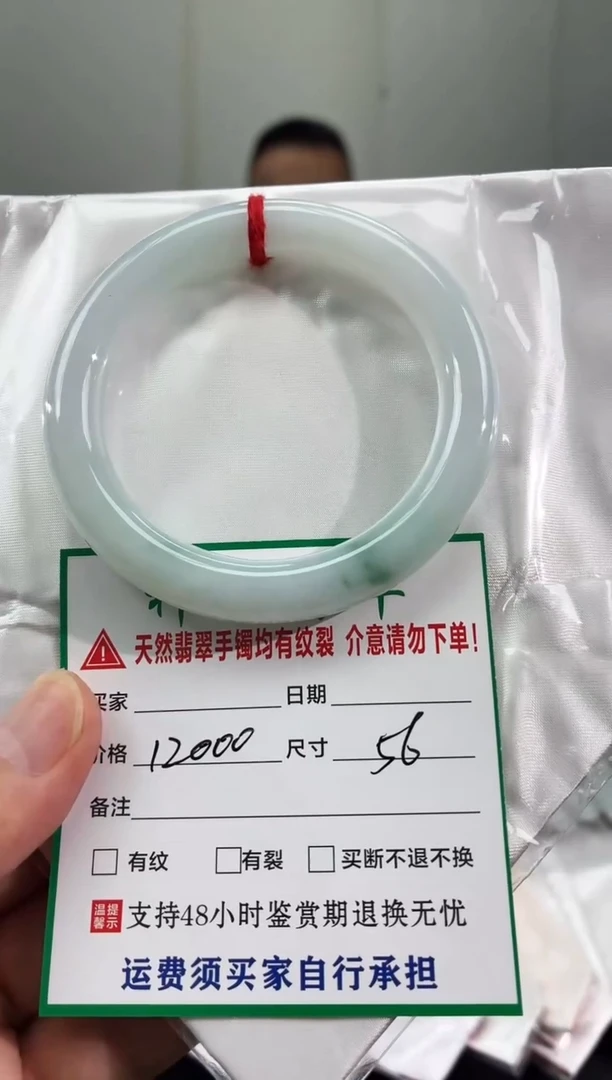 天然翡翠手镯均有纹裂 介意请勿下单!
买家 日期
价格 12000 尺寸 56
备注
有纹 有裂 买断不退不换
温馨提示 支持48小时鉴赏期退换无忧
运费须买家自行承担